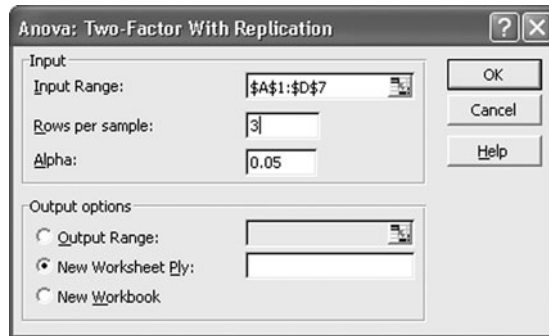 Anova: Two-Factor With Replication
Input
Input Range: $A$1:$D$7
Rows per sample: 3
Alpha: 0.05
OK
Cancel
Help
Output options
Output Range:
New Worksheet Ply:
New Workbook